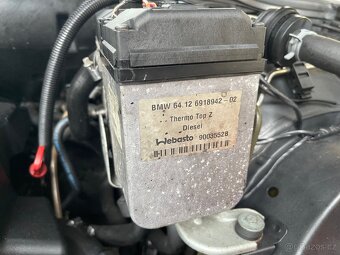 BMW 64.12 6918942-02
Thermo Top Z
Diesel
Webasto 90035528